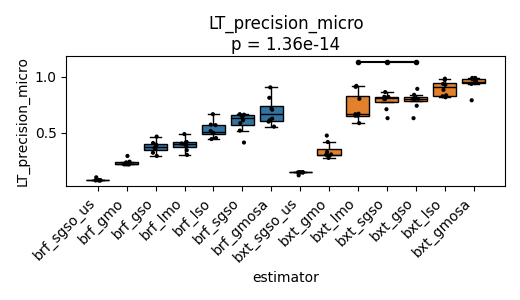 LT_precision_micro
p = 1.36e-14
LT_precision_micro
1.0
0.5
brf_sgso_us
brf_gmo
brf_gso
brf_lmo
brf_lso
brf_sgso
brf_gmosa
bxt_sgso_us
bxt_gmo
bxt_lmo
bxt_sgso
bxt_gso
bxt_lso
bxt_gmosa
estimator